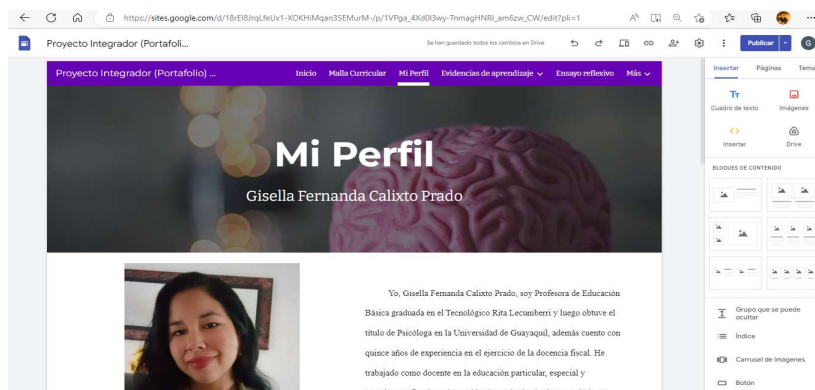 https://sites.google.com/d/18rEI8JrqLfeUx1-XOKHiMqan3SEMurM-/p/1VPga_4Xd0I3wy-TnmagHNRJ_am6zw_CW/edit?pli=1
Proyecto Integrador (Portafoli...
Se han guardado todos los cambios en Drive
Publicar
G
Proyecto Integrador (Portafolio) ...
Inicio Malla Curricular Mi Perfil Evidencias de aprendizaje Ensayo reflexivo Más
Mi Perfil
Gisella Fernanda Calixto Prado
Yo, Gisella Fernanda Calixto Prado, soy Profesora de Educación
Básica graduada en el Tecnológico Rita Lecumberri y luego obtuve el
título de Psicóloga en la Universidad de Guayaquil, además cuento con
quince años de experiencia en el ejercicio de la docencia fiscal. He
trabajado como docente en la educación particular, especial y
Insertar Páginas Tema
Cuadro de texto Imágenes
Insertar Drive
BLOQUES DE CONTENIDO
Grupo que se puede
ocultar
Índice
Carrusel de imágenes
Botón